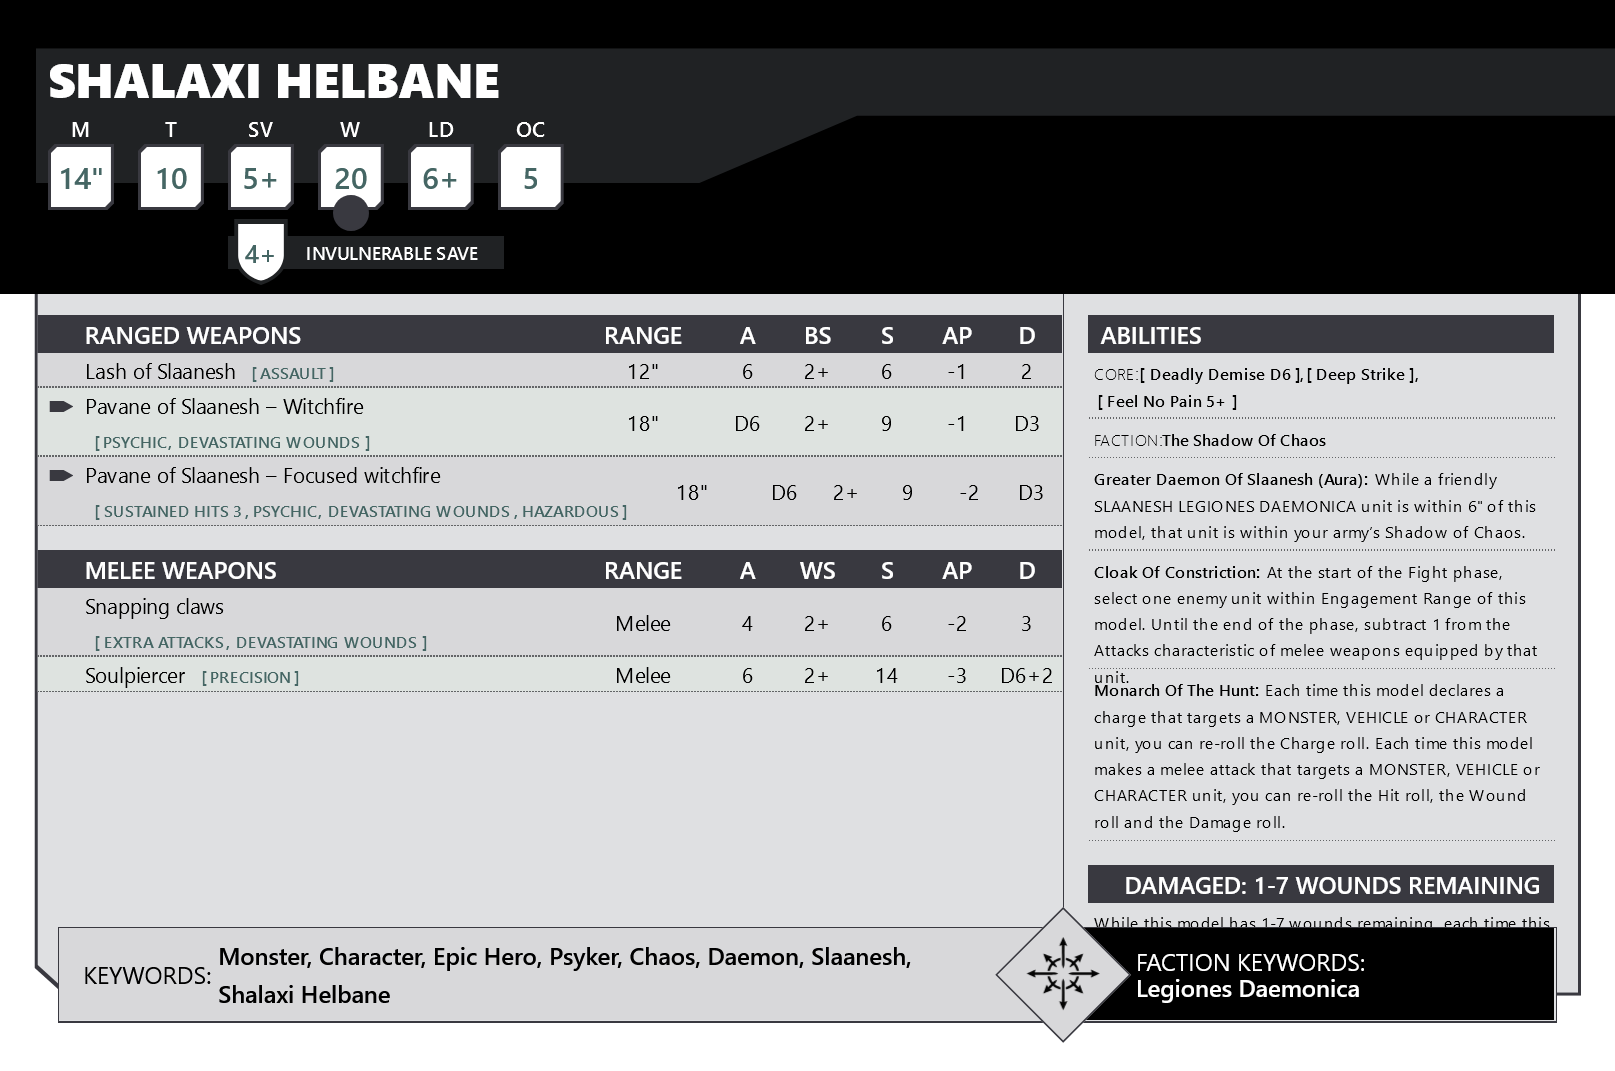 SHALAXI HELBANE
M T SV W LD OC
14" 10 5+ 20 6+ 5
4+ INVULNERABLE SAVE
RANGED WEAPONS RANGE A BS S AP D
Lash of Slaanesh [ ASSAULT ] 12" 6 2+ 6 -1 2
Pavane of Slaanesh – Witchfire
[ PSYCHIC, DEVASTATING WOUNDS ] 18" D6 2+ 9 -1 D3
Pavane of Slaanesh – Focused witchfire
[ SUSTAINED HITS 3 , PSYCHIC, DEVASTATING WOUNDS , HAZARDOUS ] 18" D6 2+ 9 -2 D3
MELEE WEAPONS RANGE A WS S AP D
Snapping claws
[ EXTRA ATTACKS, DEVASTATING WOUNDS ] Melee 4 2+ 6 -2 3
Soulpiercer [ PRECISION ] Melee 6 2+ 14 -3 D6+2
ABILITIES
CORE:[ Deadly Demise D6 ], [ Deep Strike ],
[ Feel No Pain 5+ ]
FACTION:The Shadow Of Chaos
Greater Daemon Of Slaanesh (Aura): While a friendly
SLAANESH LEGIONES DAEMONICA unit is within 6" of this
model, that unit is within your army’s Shadow of Chaos.
Cloak Of Constriction: At the start of the Fight phase,
select one enemy unit within Engagement Range of this
model. Until the end of the phase, subtract 1 from the
Attacks characteristic of melee weapons equipped by that
unit.
Monarch Of The Hunt: Each time this model declares a
charge that targets a MONSTER, VEHICLE or CHARACTER
unit, you can re-roll the Charge roll. Each time this model
makes a melee attack that targets a MONSTER, VEHICLE or
CHARACTER unit, you can re-roll the Hit roll, the Wound
roll and the Damage roll.
DAMAGED: 1-7 WOUNDS REMAINING
While this model has 1-7 wounds remaining, each time this
KEYWORDS: Monster, Character, Epic Hero, Psyker, Chaos, Daemon, Slaanesh,
Shalaxi Helbane
FACTION KEYWORDS:
Legiones Daemonica